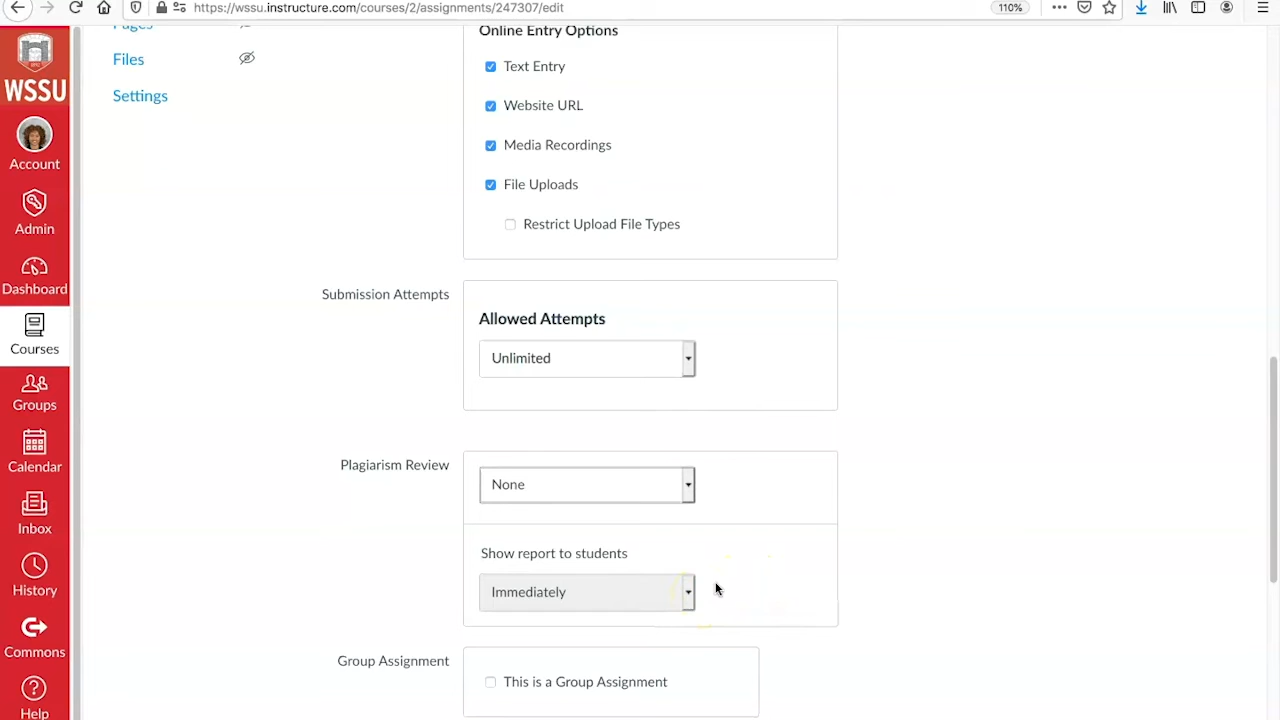 https://wssu.instructure.com/courses/2/assignments/247307/edit
110%
Pages
Files
Settings
WSSU
Account
Admin
Dashboard
Courses
Groups
Calendar
Inbox
History
Commons
Help
Online Entry Options
Text Entry
Website URL
Media Recordings
File Uploads
Restrict Upload File Types
Submission Attempts
Allowed Attempts
Unlimited
Plagiarism Review
None
Show report to students
Immediately
Group Assignment
This is a Group Assignment